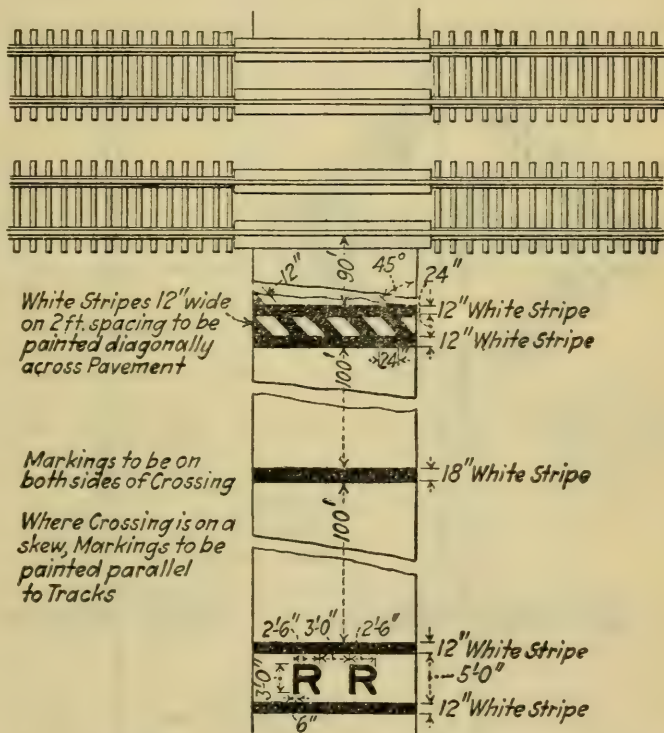 12"
90'
45°
24"
White Stripes 12" wide
on 2 ft. spacing to be
painted diagonally
across Pavement
12" White Stripe
12" White Stripe
24
100'
Markings to be on
both sides of Crossing
18" White Stripe
Where Crossing is on a
skew, Markings to be
painted parallel
to Tracks
100'
2'-6" 3'-0" 2'-6"
12" White Stripe
3'-0"
R R
5'-0"
12" White Stripe
6"